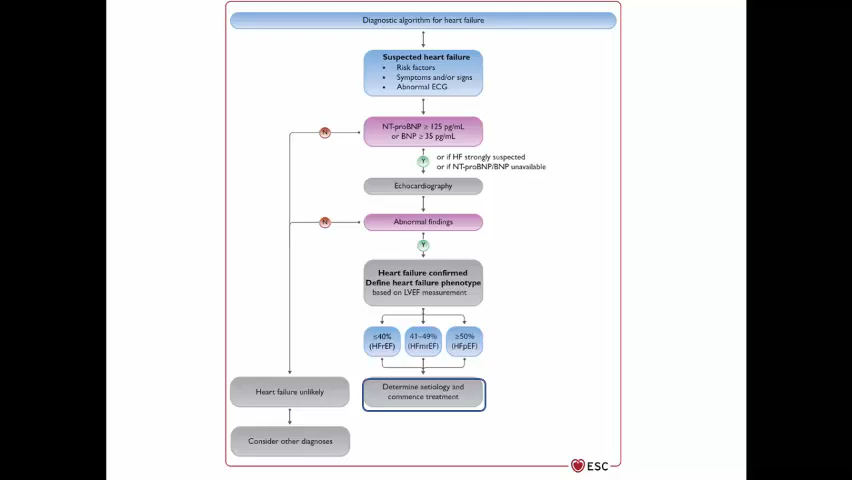 Diagnostic algorithm for heart failure
Suspected heart failure
• Risk factors
• Symptoms and/or signs
• Abnormal ECG
NT-proBNP ≥ 125 pg/mL
or BNP ≥ 35 pg/mL
N
Y
or if HF strongly suspected
or if NT-proBNP/BNP unavailable
Echocardiography
N
Abnormal findings
Y
Heart failure confirmed
Define heart failure phenotype
based on LVEF measurement
≤40%
(HFrEF)
41–49%
(HFmrEF)
≥50%
(HFpEF)
Heart failure unlikely
Determine aetiology and
commence treatment
Consider other diagnoses
ESC